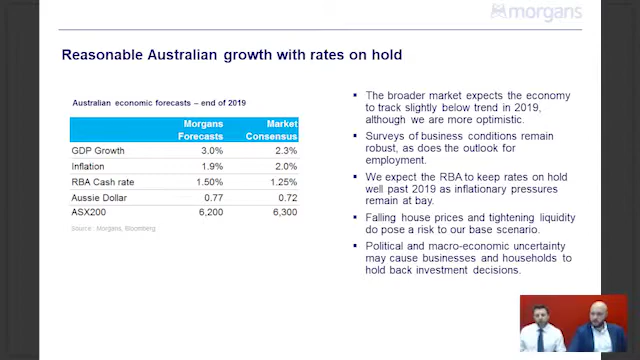 morgans
Reasonable Australian growth with rates on hold
Australian economic forecasts – end of 2019
Morgans Forecasts Market Consensus
GDP Growth 3.0% 2.3%
Inflation 1.9% 2.0%
RBA Cash rate 1.50% 1.25%
Aussie Dollar 0.77 0.72
ASX200 6,200 6,300
Source: Morgans, Bloomberg
The broader market expects the economy
to track slightly below trend in 2019,
although we are more optimistic.
Surveys of business conditions remain
robust, as does the outlook for
employment.
We expect the RBA to keep rates on hold
well past 2019 as inflationary pressures
remain at bay.
Falling house prices and tightening liquidity
do pose a risk to our base scenario.
Political and macro-economic uncertainty
may cause businesses and households to
hold back investment decisions.